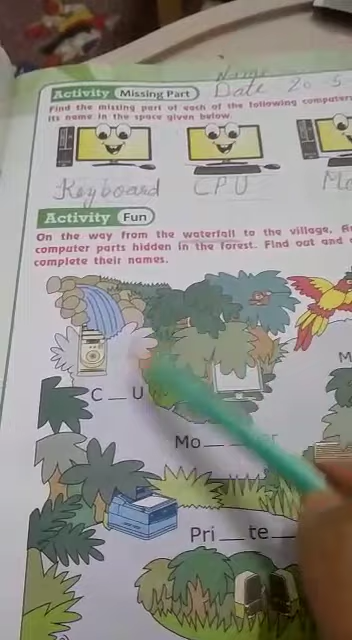 Name
Date 20-5
Activity Missing Part
Find the missing part of each of the following computers
its name in the space given below.
Keyboard CPU Mo
Activity Fun
On the way from the waterfall to the village,
computer parts hidden in the forest. Find out and
complete their names.
M
C _ U
Mo_ _ _er
Pri _ te _